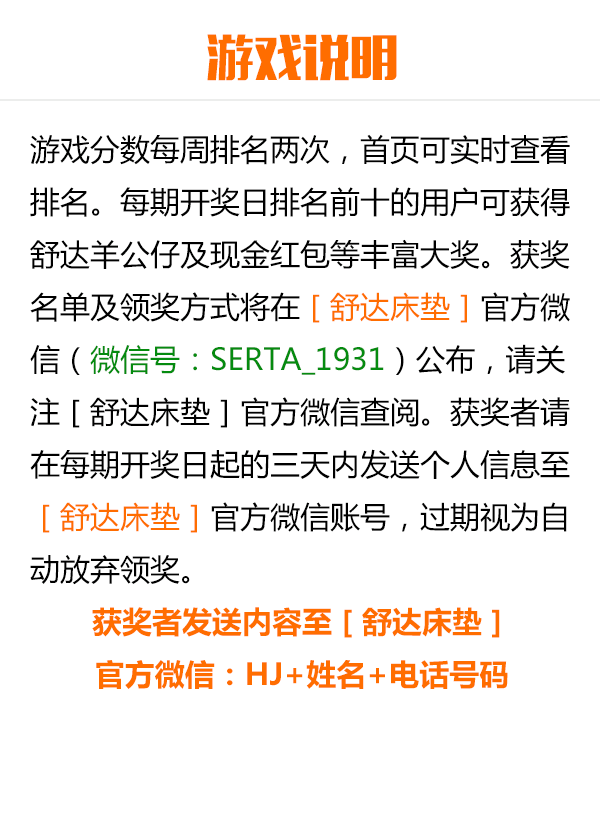 游戏说明
游戏分数每周排名两次，首页可实时查看
排名。每期开奖日排名前十的用户可获得
舒达羊公仔及现金红包等丰富大奖。获奖
名单及领奖方式将在［舒达床垫］官方微
信（微信号：SERTA_1931）公布，请关
注［舒达床垫］官方微信查阅。获奖者请
在每期开奖日起的三天内发送个人信息至
［舒达床垫］官方微信账号，过期视为自
动放弃领奖。
获奖者发送内容至［舒达床垫］
官方微信：HJ+姓名+电话号码